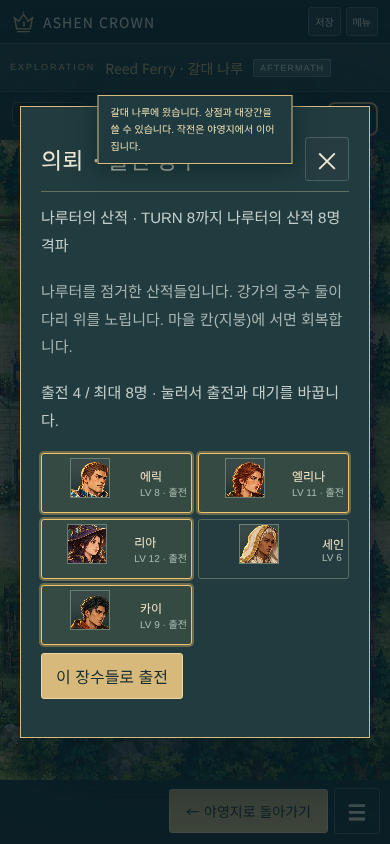 ASHEN CROWN
저장
메뉴
EXPLORATION
Reed Ferry · 갈대 나루
AFTERMATH
갈대 나루에 왔습니다. 상점과 대장간을
쓸 수 있습니다. 작전은 야영지에서 이어
집니다.
의뢰 ·
나루터의 산적 · TURN 8까지 나루터의 산적 8명
격파
나루터를 점거한 산적들입니다. 강가의 궁수 둘이
다리 위를 노립니다. 마을 칸(지붕)에 서면 회복합
니다.
출전 4 / 최대 8명 · 눌러서 출전과 대기를 바꿉니
다.
에릭
LV 8 · 출전
엘리나
LV 11 · 출전
리아
LV 12 · 출전
세인
LV 6
카이
LV 9 · 출전
이 장수들로 출전
← 야영지로 돌아가기